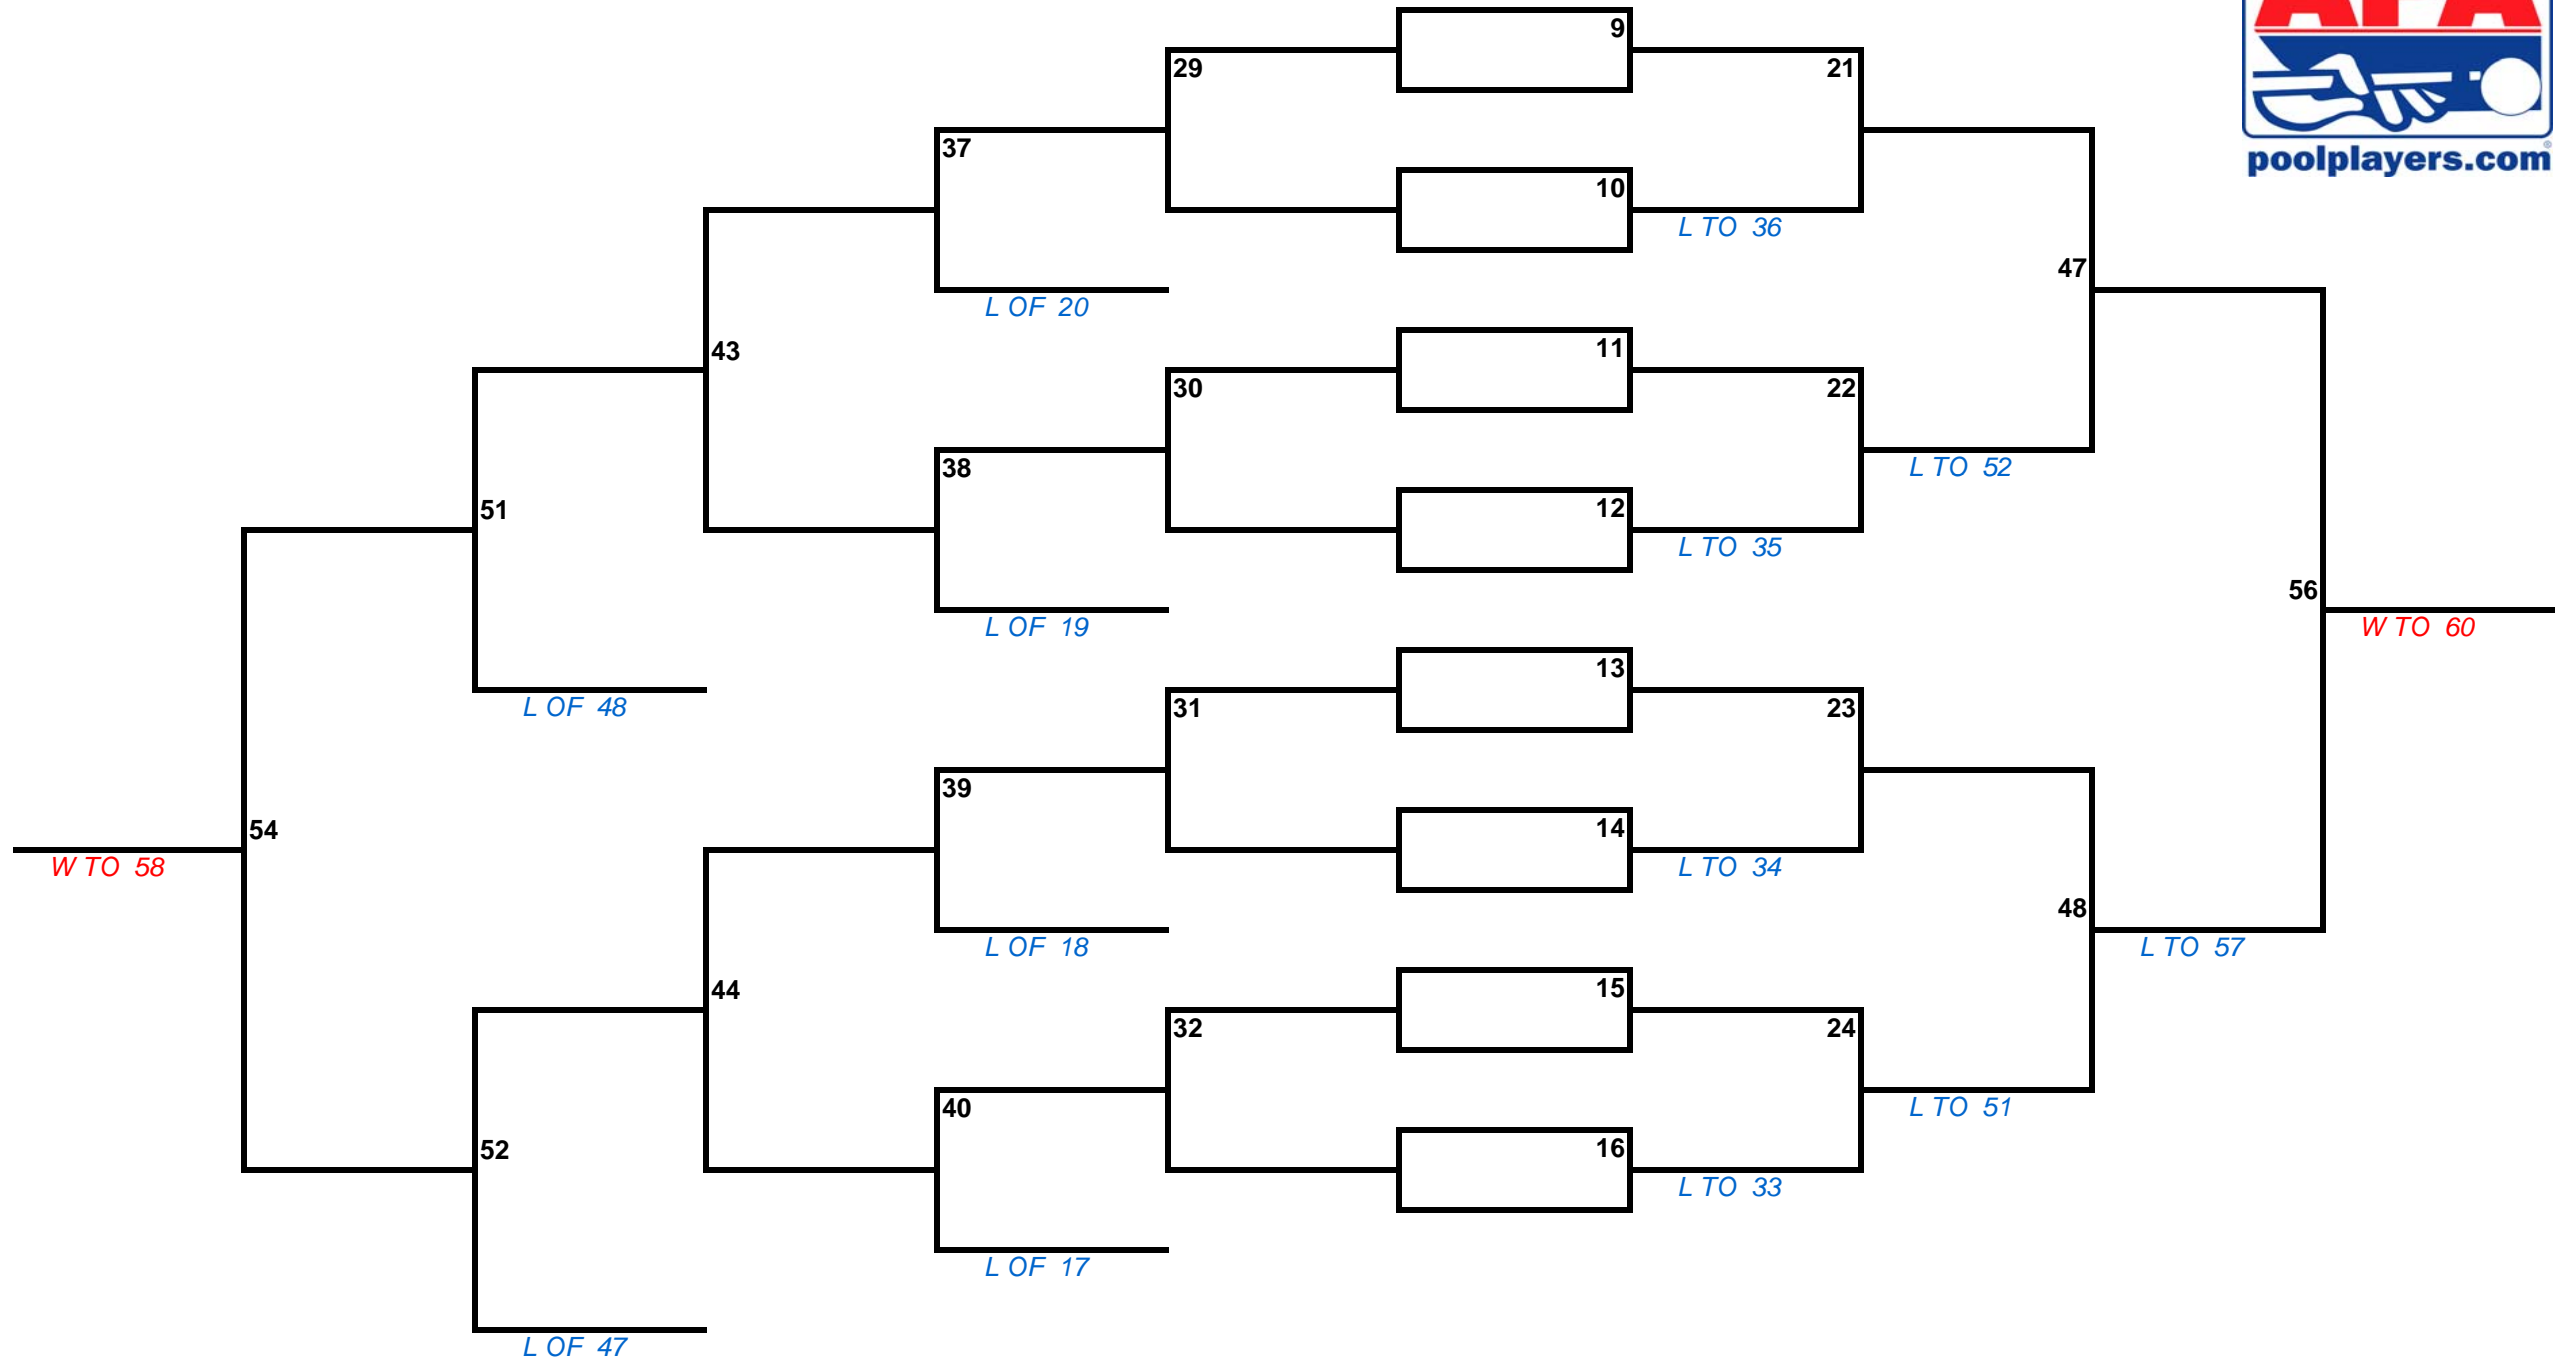 9
29
21
poolplayers.com
37
10
L TO 36
47
L OF 20
11
43
30
22
38
L TO 52
12
51
L TO 35
56
L OF 19
W TO 60
13
L OF 48
31
23
39
14
54
W TO 58
L TO 34
48
L OF 18
L TO 57
15
44
32
24
40
L TO 51
16
52
L TO 33
L OF 17
L OF 47